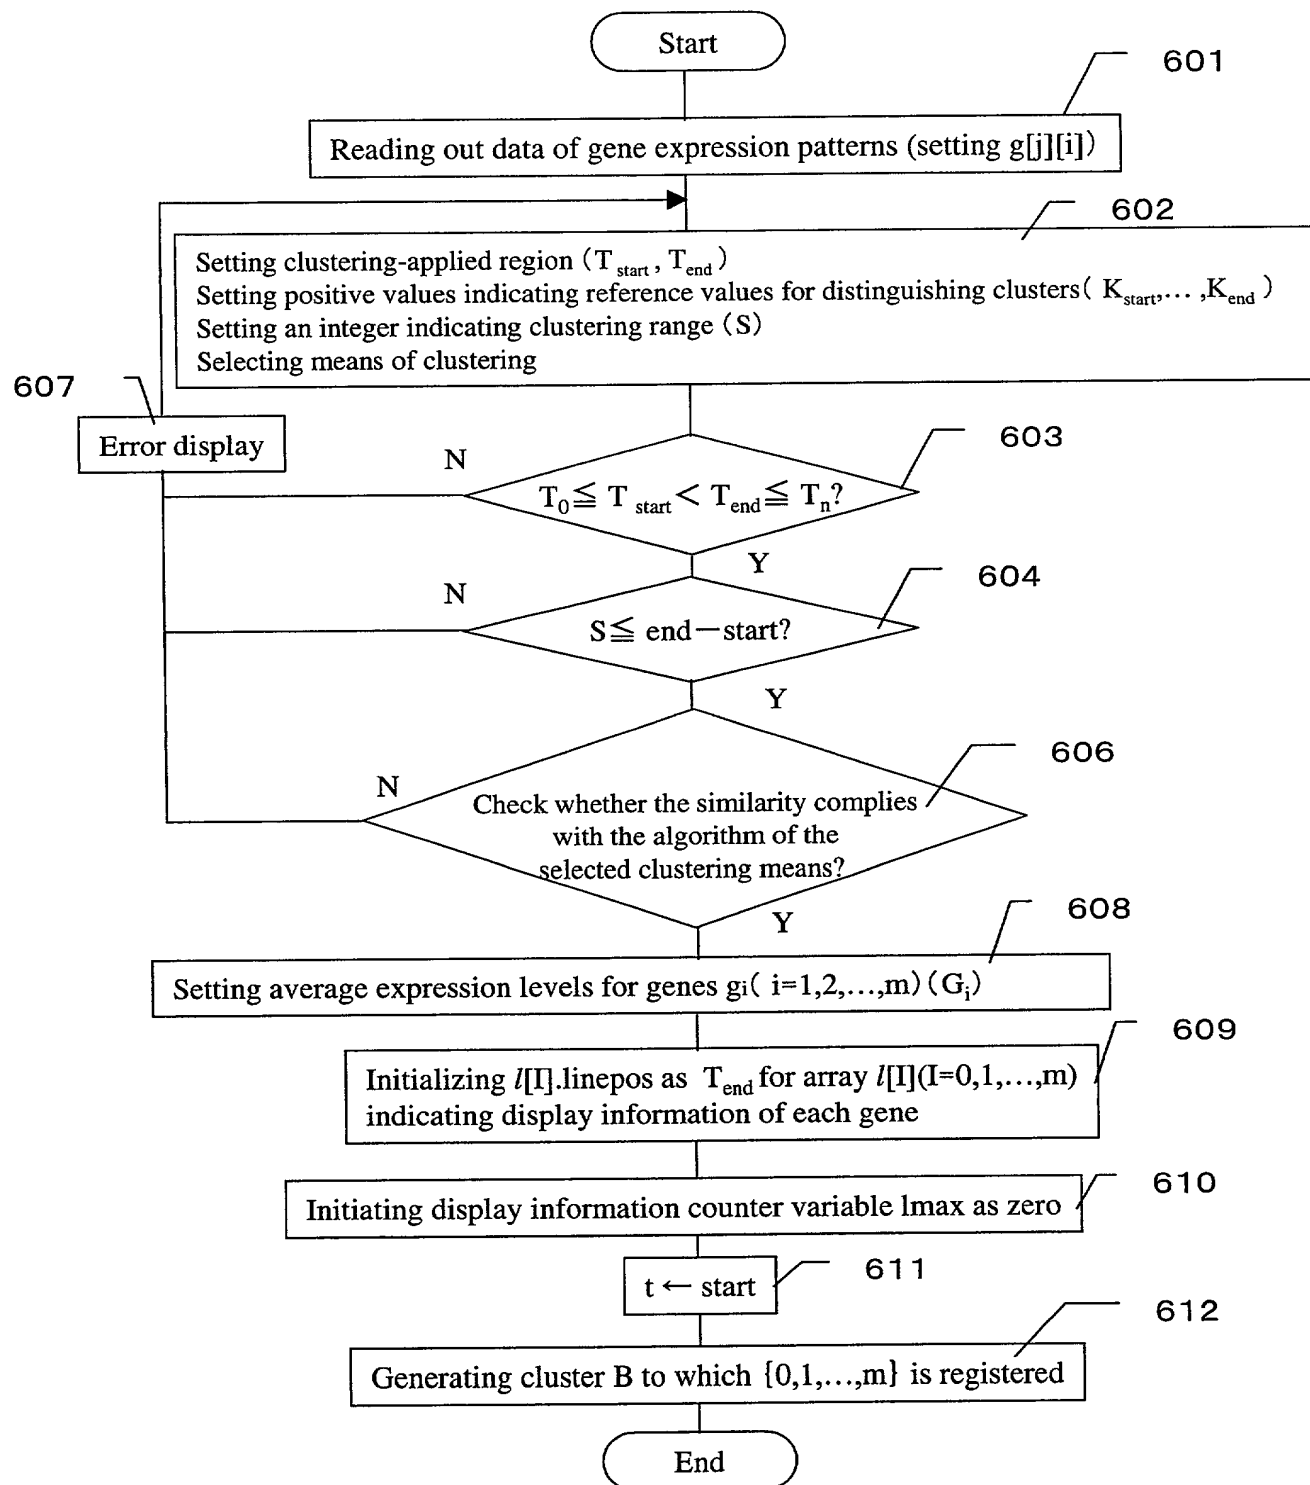 Start
601
Reading out data of gene expression patterns (setting g[j][i])
602
Setting clustering-applied region (T start, T end)
Setting positive values indicating reference values for distinguishing clusters( K start,... ,K end )
Setting an integer indicating clustering range (S)
Selecting means of clustering
607
Error display
603
N
T0 ≦ T start < T end ≦ Tn?
Y
604
N
S≦ end－start?
Y
606
N
Check whether the similarity complies
with the algorithm of the
selected clustering means?
Y
608
Setting average expression levels for genes gi( i=1,2,...,m) (Gi)
609
Initializing l[I].linepos as T end for array l[I](I=0,1,...,m)
indicating display information of each gene
610
Initiating display information counter variable lmax as zero
611
t ← start
612
Generating cluster B to which {0,1,...,m} is registered
End